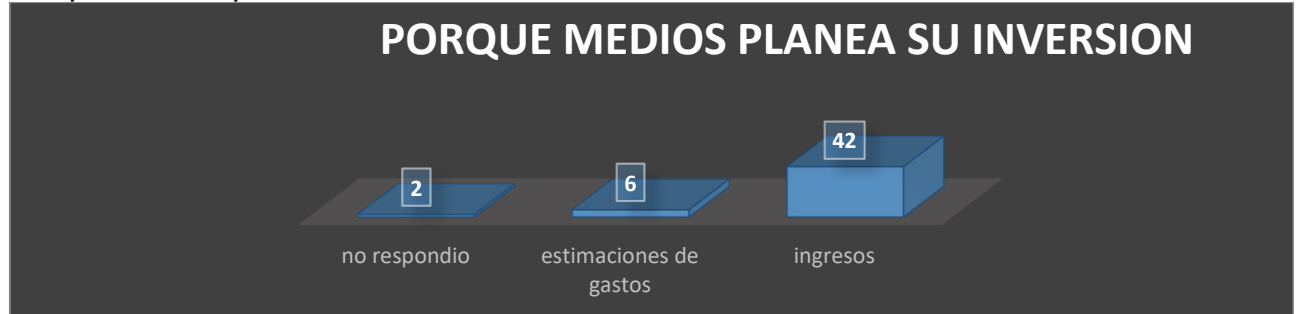 PORQUE MEDIOS PLANEA SU INVERSION
42
2
6
no respondio
estimaciones de
gastos
ingresos